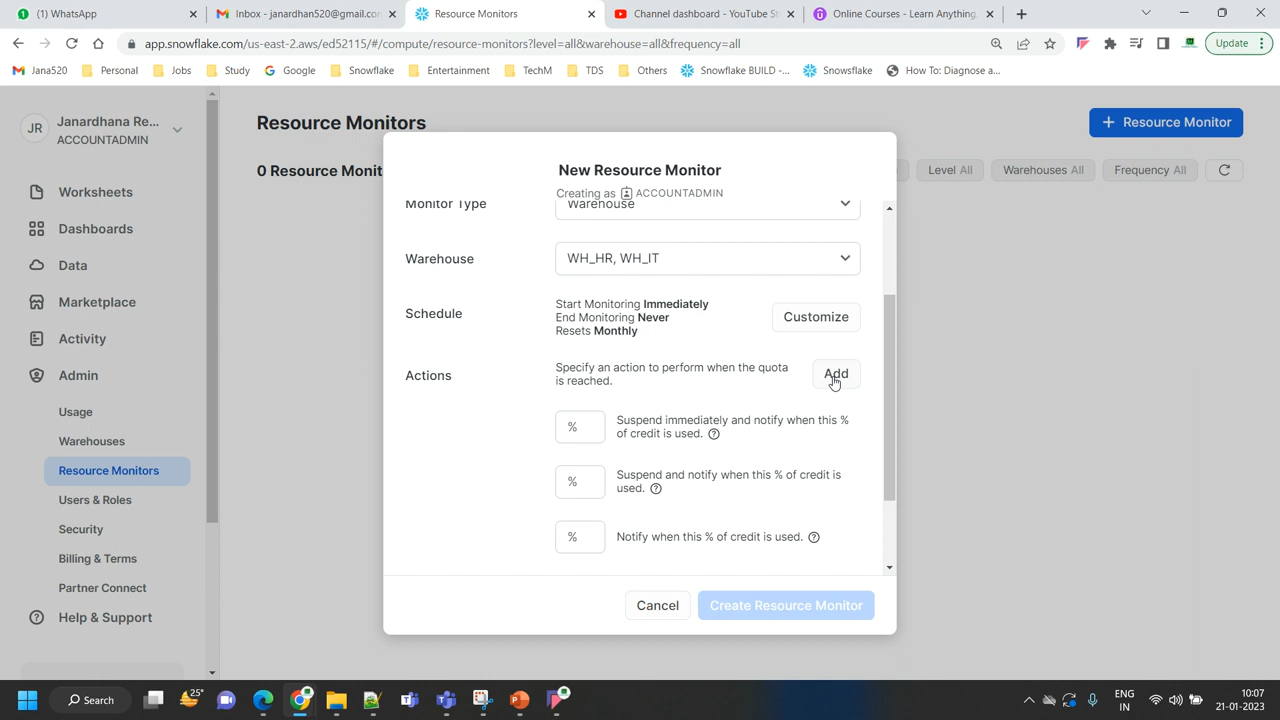 (1) WhatsApp
Inbox - janardhan520@gmail.con
Resource Monitors
Channel dashboard - YouTube St
Online Courses - Learn Anything,
app.snowflake.com/us-east-2.aws/ed52115/#/compute/resource-monitors?level=all&warehouse=all&frequency=all
Update
Jana520
Personal
Jobs
Study
Google
Snowflake
Entertainment
TechM
TDS
Others
Snowflake BUILD -...
Snowsflake
How To: Diagnose a...
JR
Janardhana Re...
ACCOUNTADMIN
Worksheets
Dashboards
Data
Marketplace
Activity
Admin
Usage
Warehouses
Resource Monitors
Users & Roles
Security
Billing & Terms
Partner Connect
Help & Support
Resource Monitors
+ Resource Monitor
0 Resource Monit
Level All
Warehouses All
Frequency All
New Resource Monitor
Creating as ACCOUNTADMIN
Monitor Type
Warehouse
Warehouse
WH_HR, WH_IT
Schedule
Start Monitoring Immediately
End Monitoring Never
Resets Monthly
Customize
Actions
Specify an action to perform when the quota
is reached.
Add
%
Suspend immediately and notify when this %
of credit is used.
%
Suspend and notify when this % of credit is
used.
%
Notify when this % of credit is used.
Cancel
Create Resource Monitor
Search
25°
ENG
IN
10:07
21-01-2023